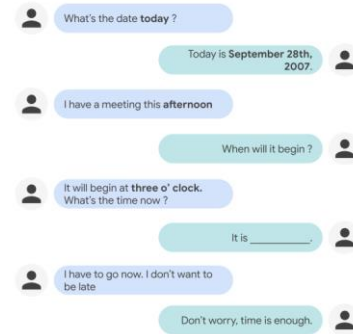 What's the date today ?
Today is September 28th,
2007.
I have a meeting this afternoon
When will it begin ?
It will begin at three o' clock.
What's the time now ?
It is __________.
I have to go now. I don't want to
be late
Don't worry, time is enough.